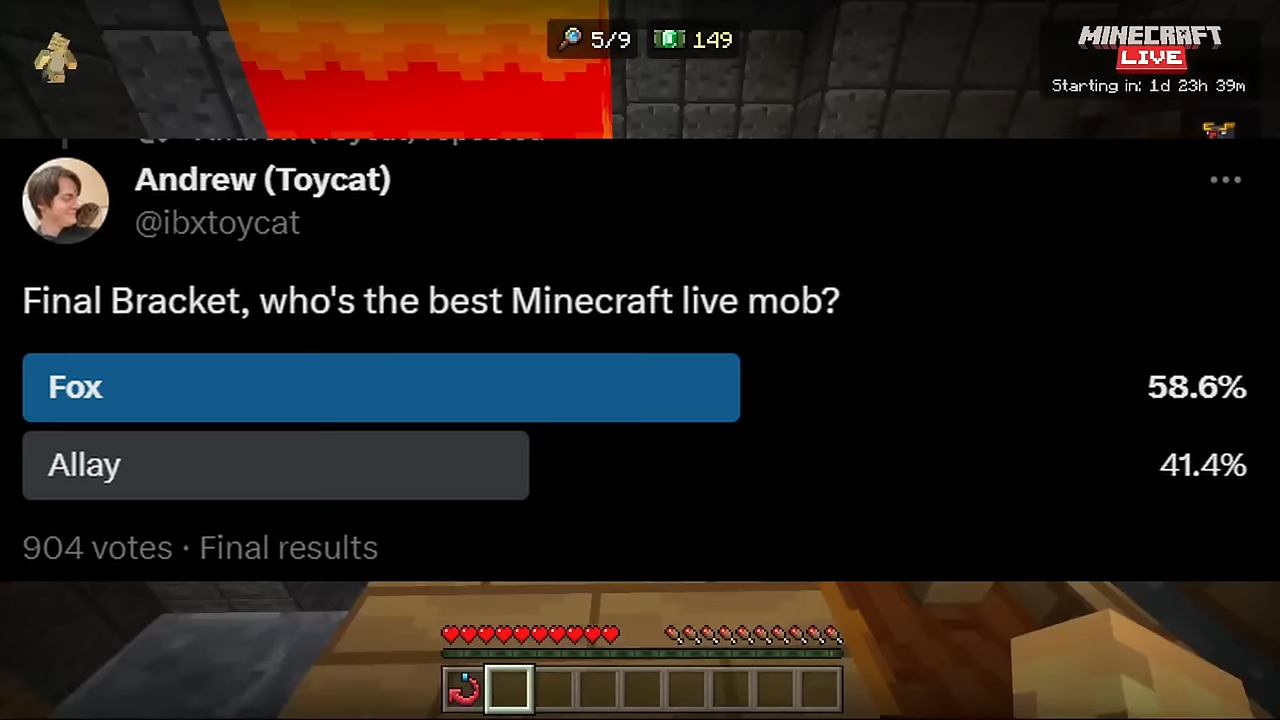 5/9
149
MINECRAFT
LIVE
Starting in: 1d 23h 39m
Andrew (Toycat)
@ibxtoycat
Final Bracket, who's the best Minecraft live mob?
Fox
58.6%
Allay
41.4%
904 votes · Final results